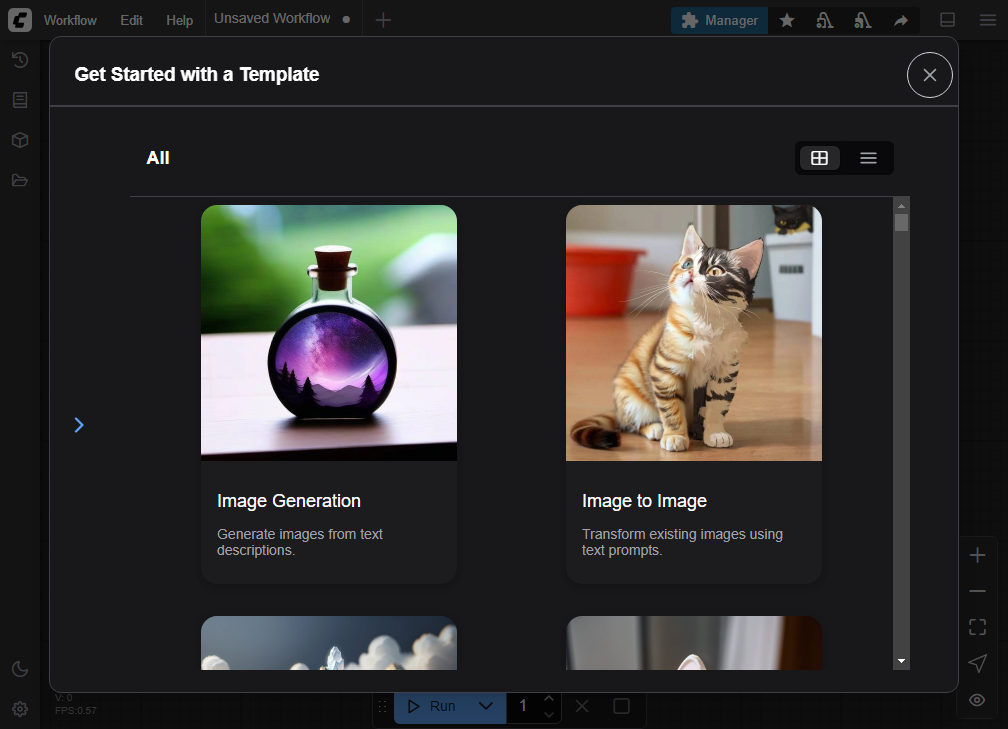 Workflow Edit Help Unsaved Workflow Manager
Get Started with a Template
All
Image Generation
Generate images from text
descriptions.
Image to Image
Transform existing images using
text prompts.
V: 0
FPS:0.57
Run 1